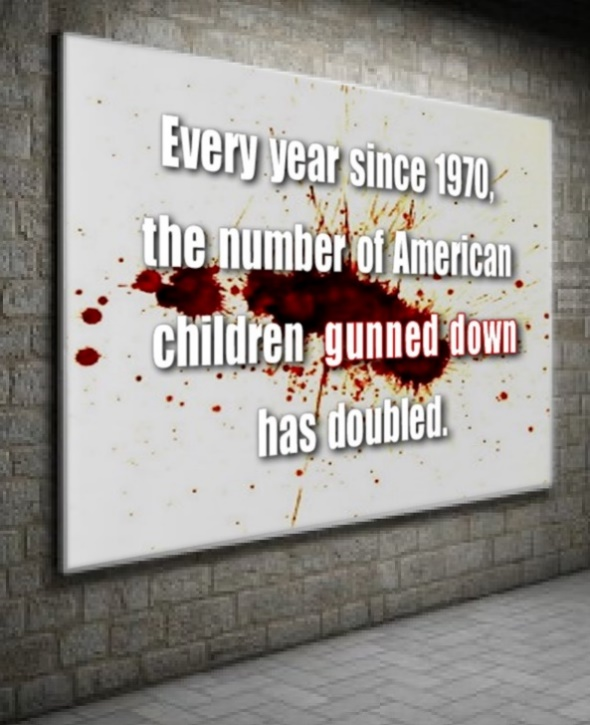 Every year since 1970,
the number of American
children gunned down
has doubled.